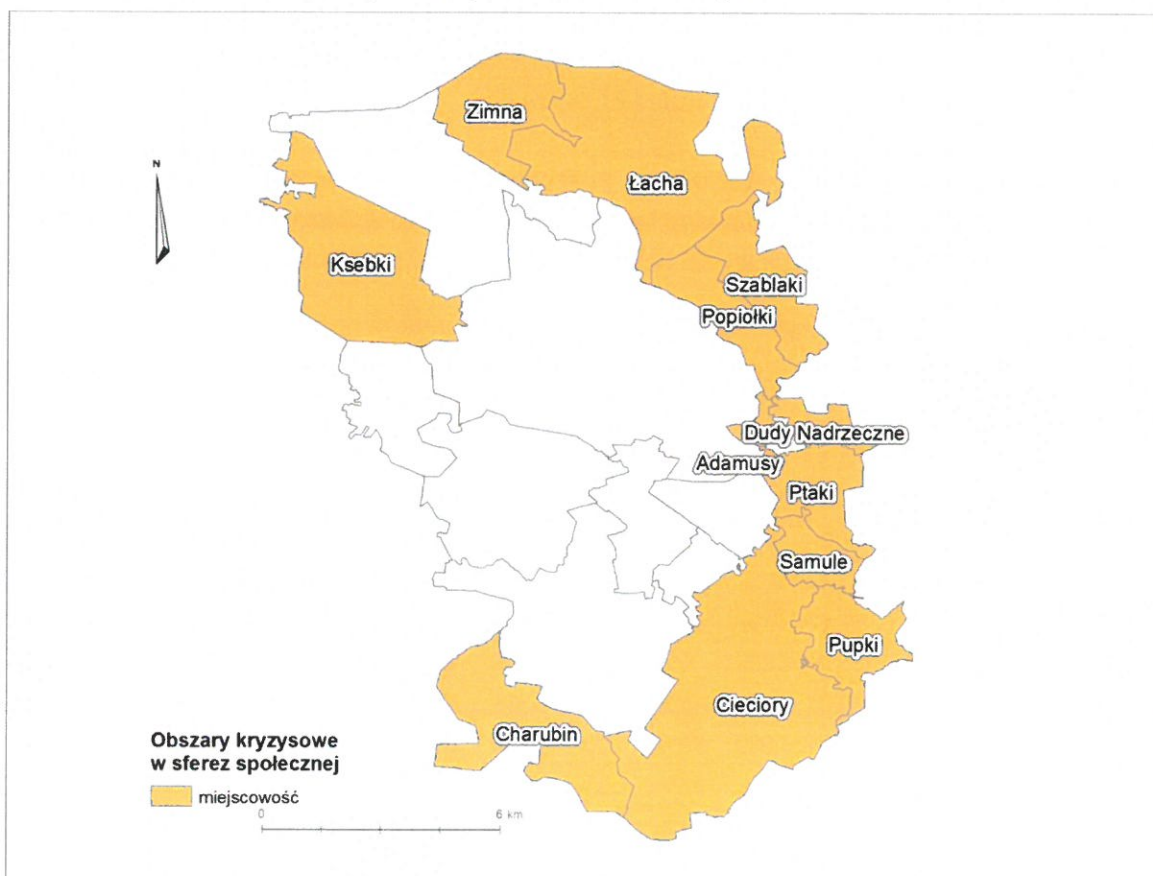 Zimna
Łacha
N
Ksebki
Szablaki
Popiołki
Dudy Nadrzeczne
Adamusy
Ptaki
Samule
Pupki
Cieciory
Charubin
Obszary kryzysowe
w sferez społecznej
miejscowość
0 6 km